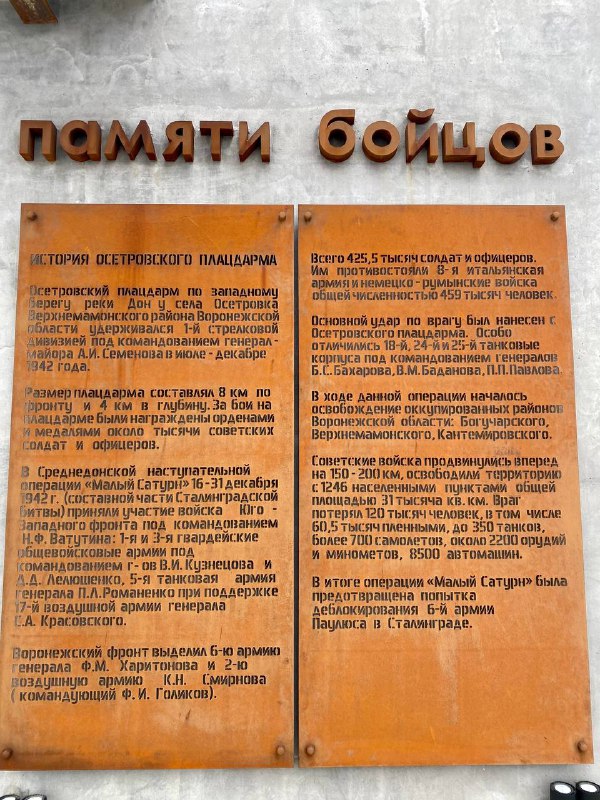 памяти бойцов
ИСТОРИЯ ОСЕТРОВСКОГО ПЛАЦДАРМА
Осетровский плацдарм по западному
берегу реки Дон у села Осетровка
Верхнемамонского района Воронежской
области удерживался 1-й стрелковой
дивизией под командованием генерал-
майора А.И. Семенова в июле - декабре
1942 года.
Размер плацдарма составлял 8 км по
фронту и 4 км в глубину. За бои на
плацдарме были награждены орденами
и медалями около тысячи советских
солдат и офицеров.
В Среднедонской наступательной
операции «Малый Сатурн» 16-31 декабря
1942 г. (составной части Сталинградской
битвы) приняли участие войска Юго -
Западного фронта под командованием
Н.Ф. Ватутина: 1-я и 3-я гвардейские
общевойсковые армии под
командованием г- ов В.И. Кузнецова и
Д.Д. Лелюшенко, 5-я танковая армия
генерала П.Л. Романенко при поддержке
17-й воздушной армии генерала
С.А. Красовского.
Воронежский фронт выделил 6-ю армию
генерала Ф.М. Харитонова и 2-ю
воздушную армию К.Н. Смирнова
( командующий Ф. И. Голиков).
Всего 425,5 тысяч солдат и офицеров.
Им противостояли 8-я итальянская
армия и немецко - румынские войска
общей численностью 459 тысяч человек.
Основной удар по врагу был нанесен с
Осетровского плацдарма. Особо
отличились 18-й, 24-й и 25-й танковые
корпуса под командованием генералов
Б.С. Бахарова, В.М. Баданова, П.П. Павлова.
В ходе данной операции началось
освобождение оккупированных районов
Воронежской области: Богучарского,
Верхнемамонского, Кантемировского.
Советские войска продвинулись вперед
на 150 - 200 км, освободили территорию
с 1246 населенными пунктами общей
площадью 31 тысяча кв. км. Враг
потерял 120 тысяч человек, в том числе
60,5 тысяч пленными, до 350 танков,
более 700 самолетов, около 2200 орудий
и минометов, 8500 автомашин.
В итоге операции «Малый Сатурн» была
предотвращена попытка
деблокирования 6-й армии
Паулюса в Сталинграде.